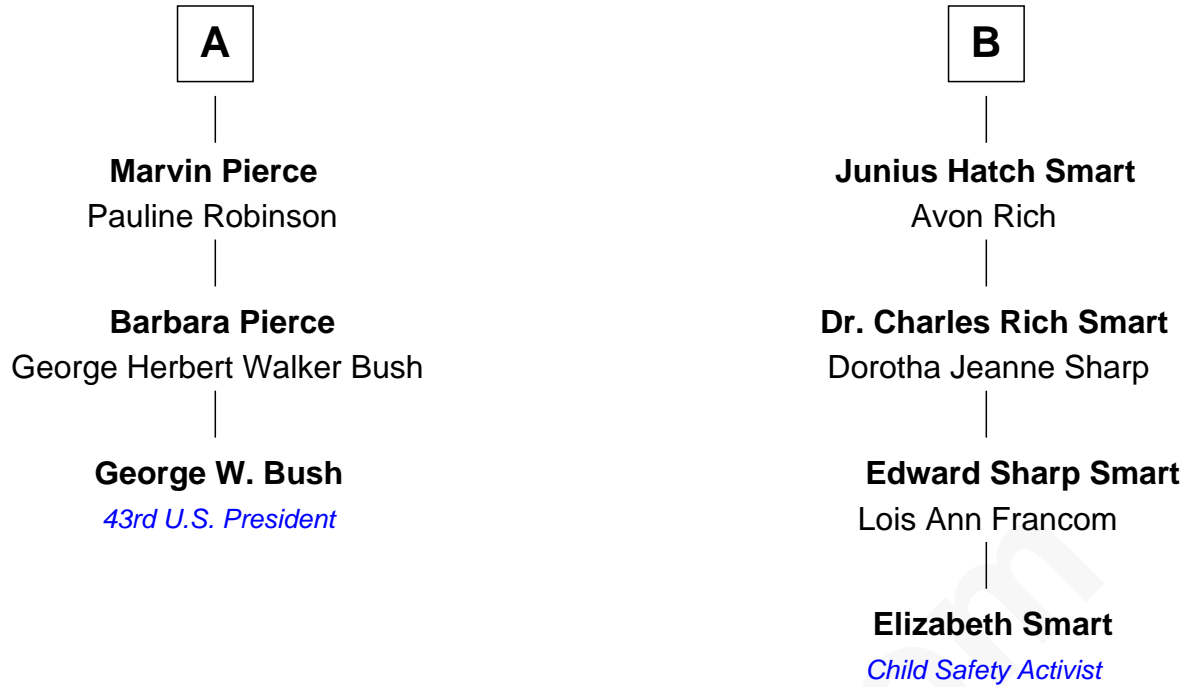 A
Marvin Pierce
Pauline Robinson
Barbara Pierce
George Herbert Walker Bush
George W. Bush
43rd U.S. President
B
Junius Hatch Smart
Avon Rich
Dr. Charles Rich Smart
Dorotha Jeanne Sharp
Edward Sharp Smart
Lois Ann Francom
Elizabeth Smart
Child Safety Activist